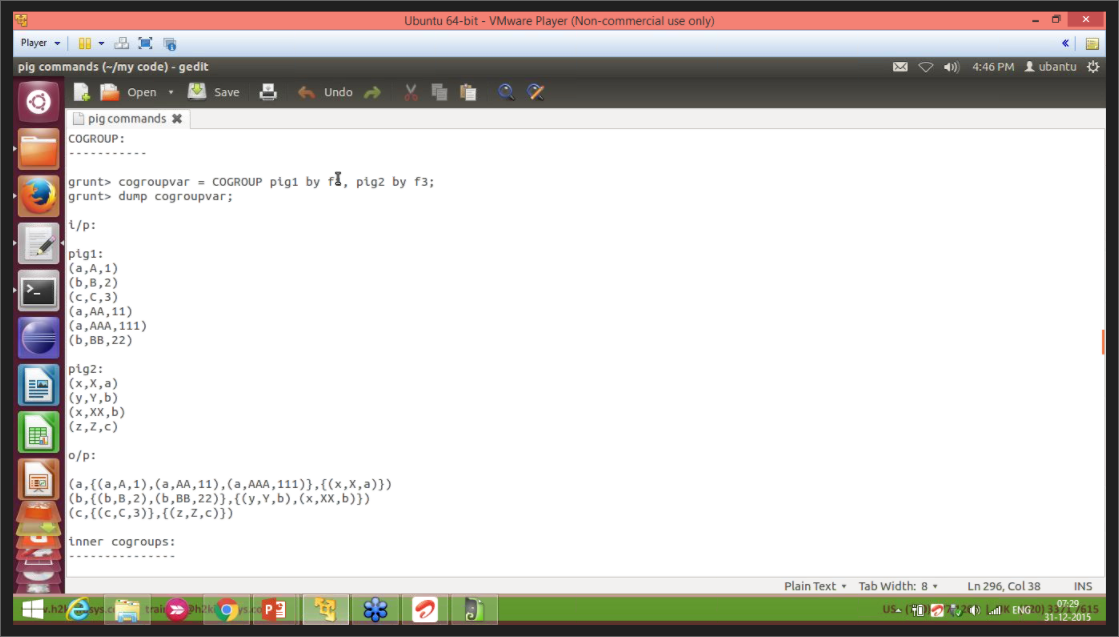 Ubuntu 64-bit - VMware Player (Non-commercial use only)
Player
pig commands (~/my code) - gedit
4:46 PM
ubantu
Open
Save
Undo
pig commands
COGROUP:
-----------
grunt> cogroupvar = COGROUP pig1 by , pig2 by f3;
grunt> dump cogroupvar;
i/p:
pig1:
(a,A,1)
(b,B,2)
(c,C,3)
(a,AA,11)
(a,AAA,111)
(b,BB,22)
pig2:
(x,X,a)
(y,Y,b)
(x,XX,b)
(z,Z,c)
o/p:
(a,{(a,A,1),(a,AA,11),(a,AAA,111)},{(x,X,a)})
(b,{(b,B,2),(b,BB,22)},{(y,Y,b),(x,XX,b)})
(c,{(c,C,3)},{(z,Z,c)})
inner cogroups:
---------------
Plain Text
Tab Width: 8
Ln 296, Col 38
INS
ENG
07:29
31-12-2015